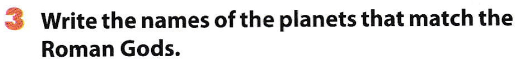 3 Write the names of the planets that match the
Roman Gods.